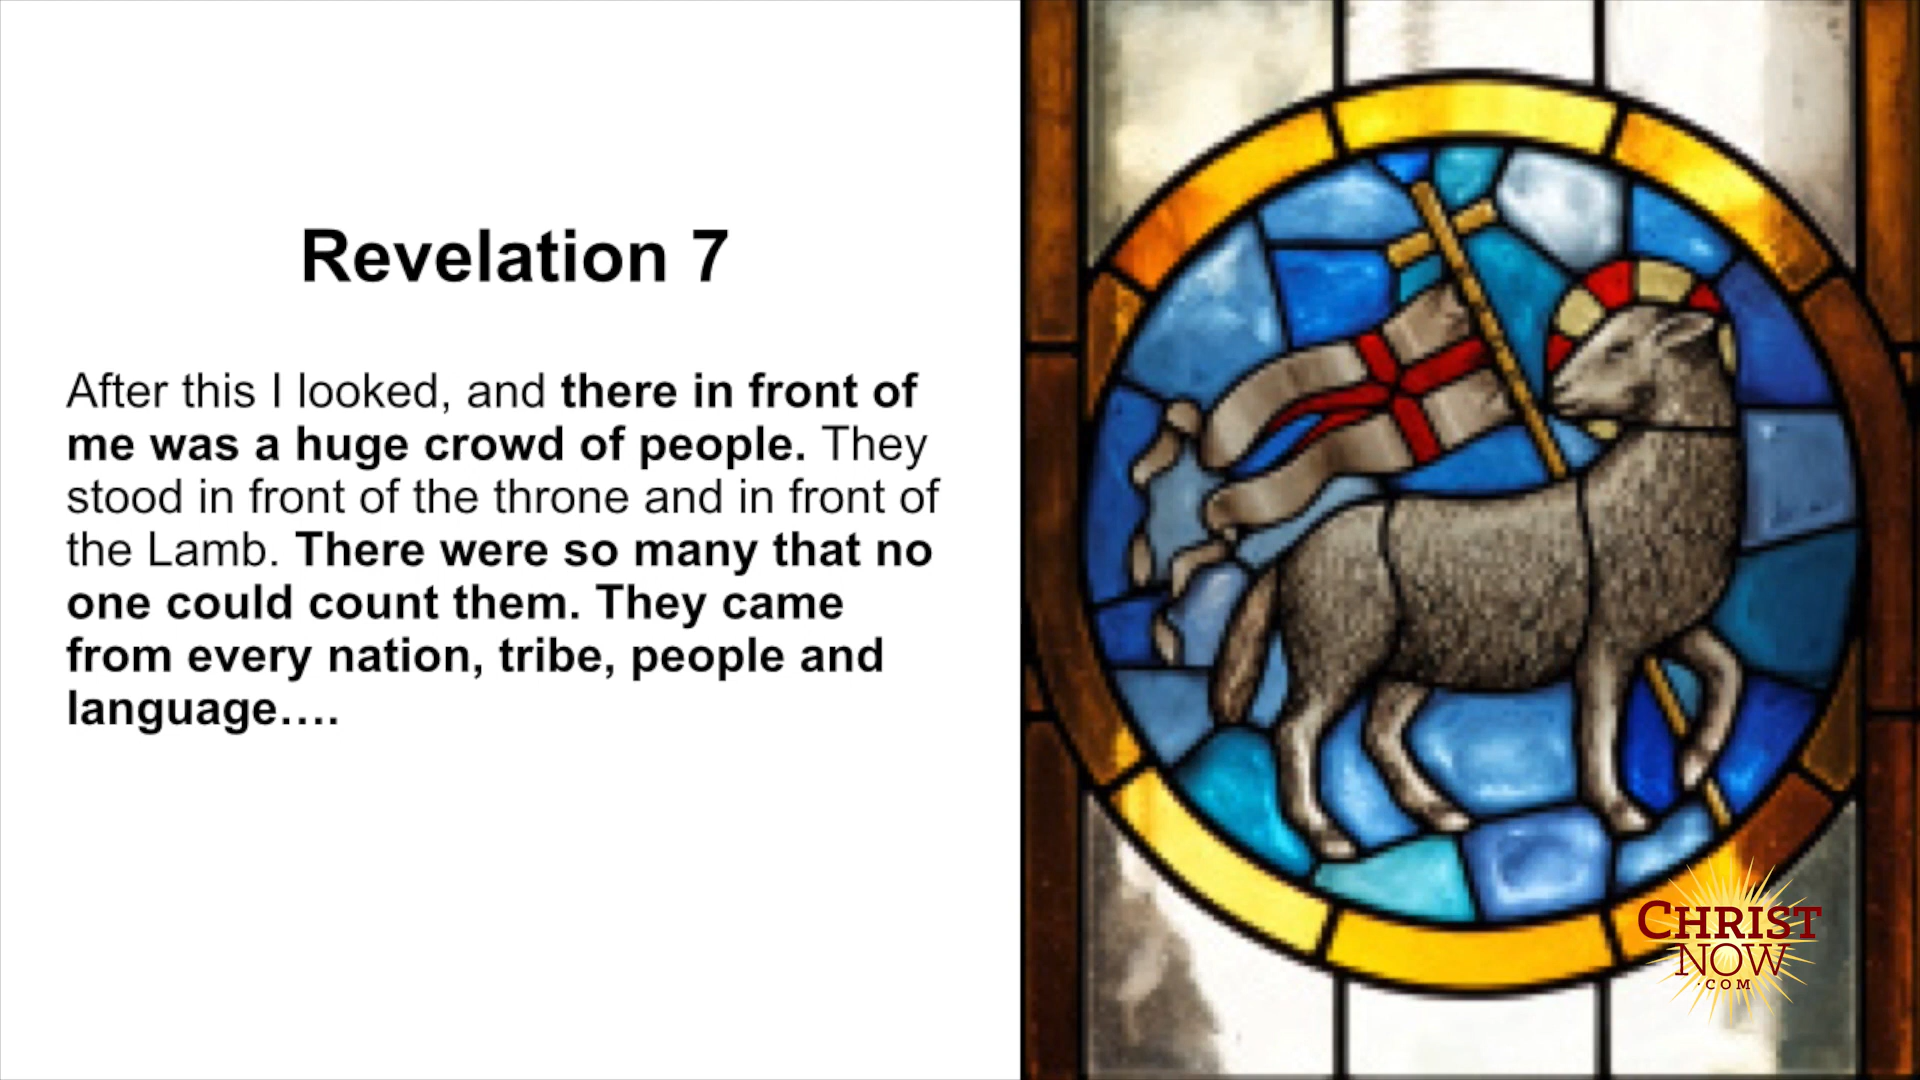 Revelation 7
After this I looked, and there in front of
me was a huge crowd of people. They
stood in front of the throne and in front of
the Lamb. There were so many that no
one could count them. They came
from every nation, tribe, people and
language….
CHRIST
NOW
.COM